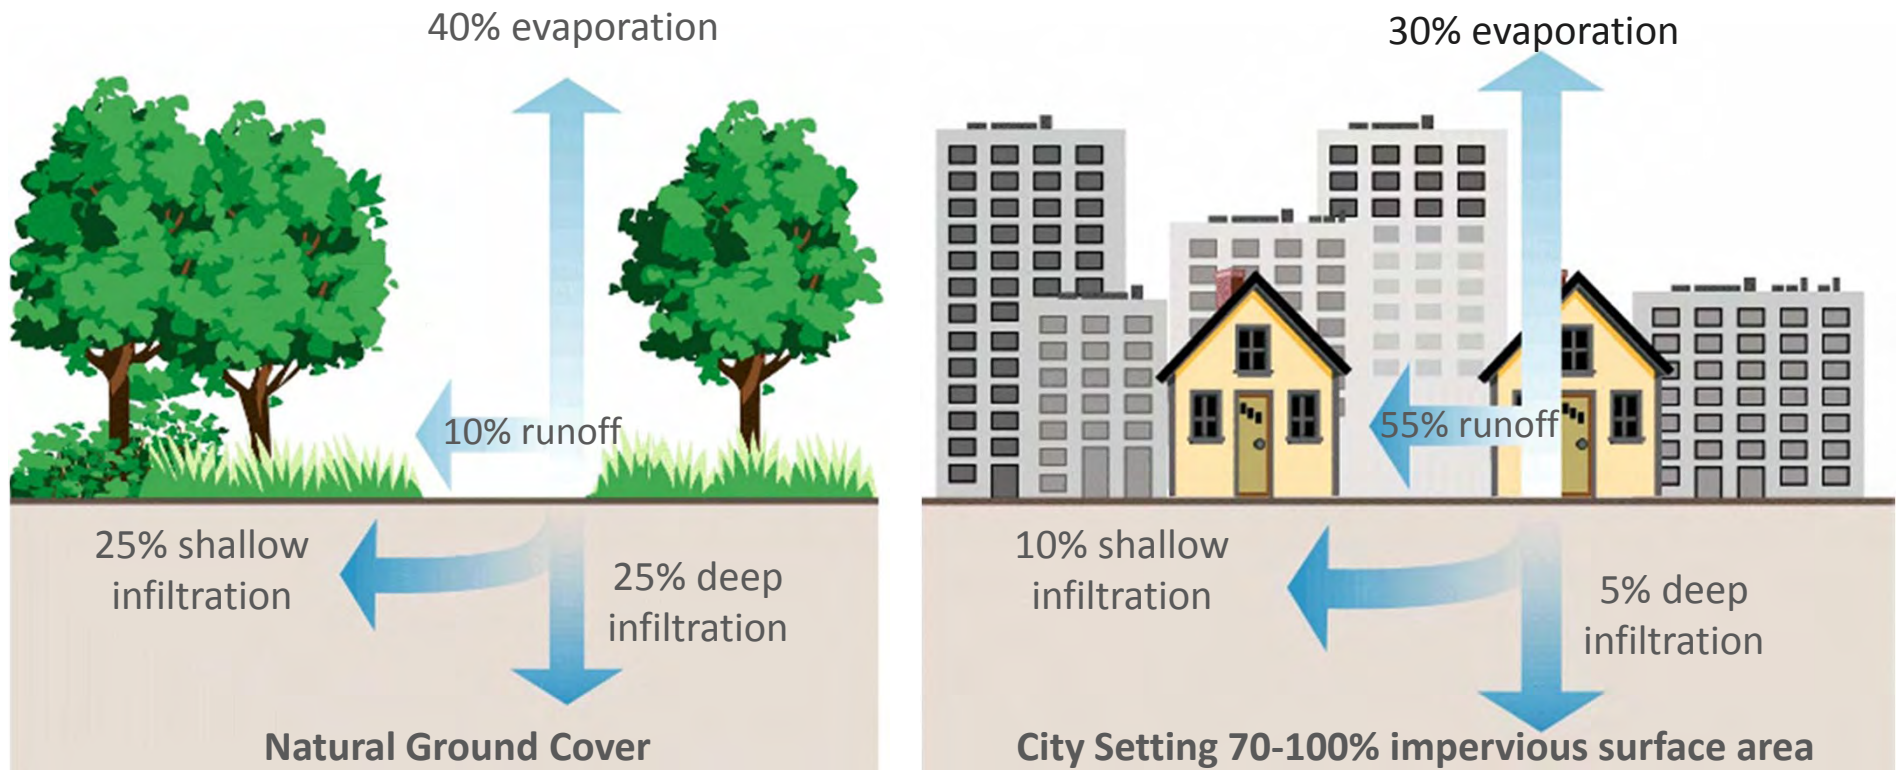 40% evaporation
10% runoff
25% shallow
infiltration
25% deep
infiltration
Natural Ground Cover
30% evaporation
55% runoff
10% shallow
infiltration
5% deep
infiltration
City Setting 70-100% impervious surface area